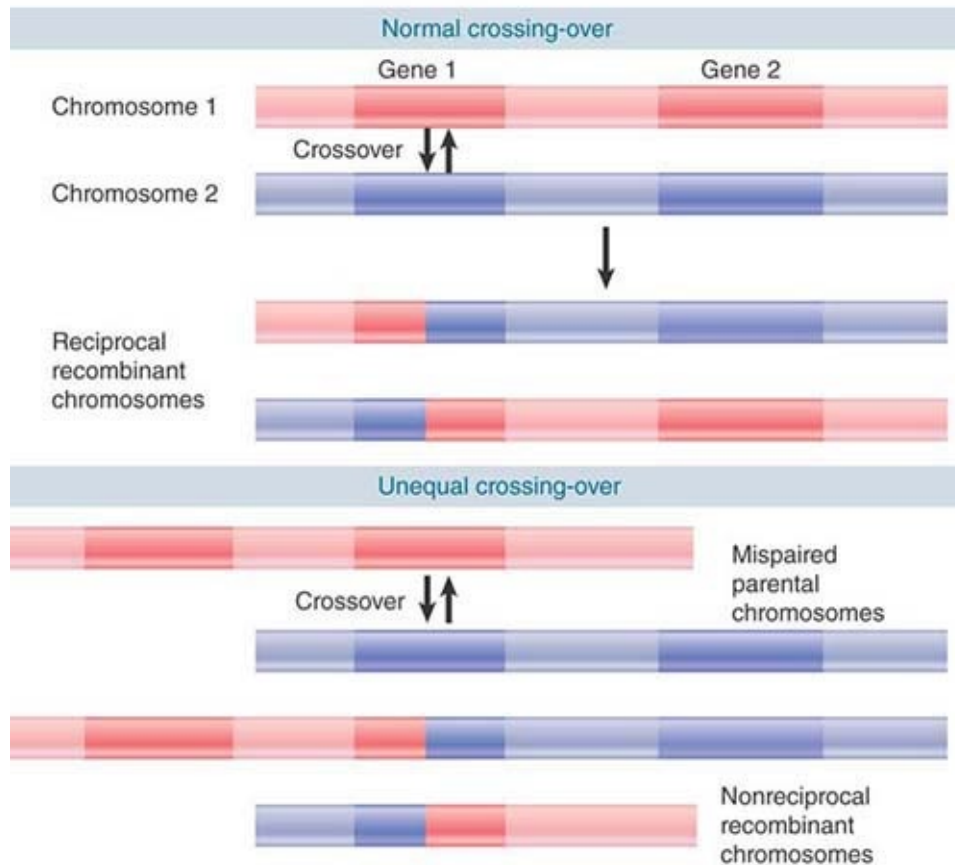 Normal crossing-over
Gene 1 Gene 2
Chromosome 1
Crossover
Chromosome 2
Reciprocal
recombinant
chromosomes
Unequal crossing-over
Mispaired
parental
chromosomes
Crossover
Nonreciprocal
recombinant
chromosomes